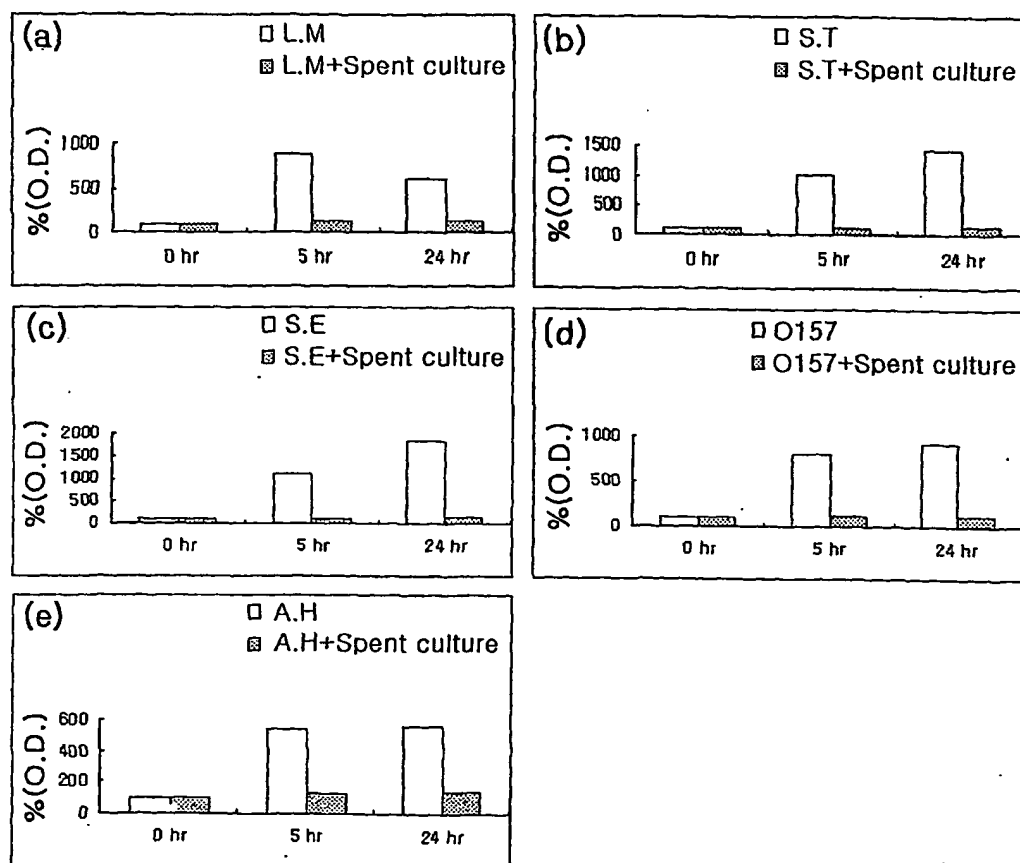 (a)
L.M
L.M+Spent culture
%(O.D.)
1000
500
0
0 hr 5 hr 24 hr
(b)
S.T
S.T+Spent culture
%(O.D.)
1500
1000
500
0
0 hr 5 hr 24 hr
(c)
S.E
S.E+Spent culture
%(O.D.)
2000
1500
1000
500
0
0 hr 5 hr 24 hr
(d)
O157
O157+Spent culture
%(O.D.)
1000
500
0
0 hr 5 hr 24 hr
(e)
A.H
A.H+Spent culture
%(O.D.)
600
400
200
0
0 hr 5 hr 24 hr